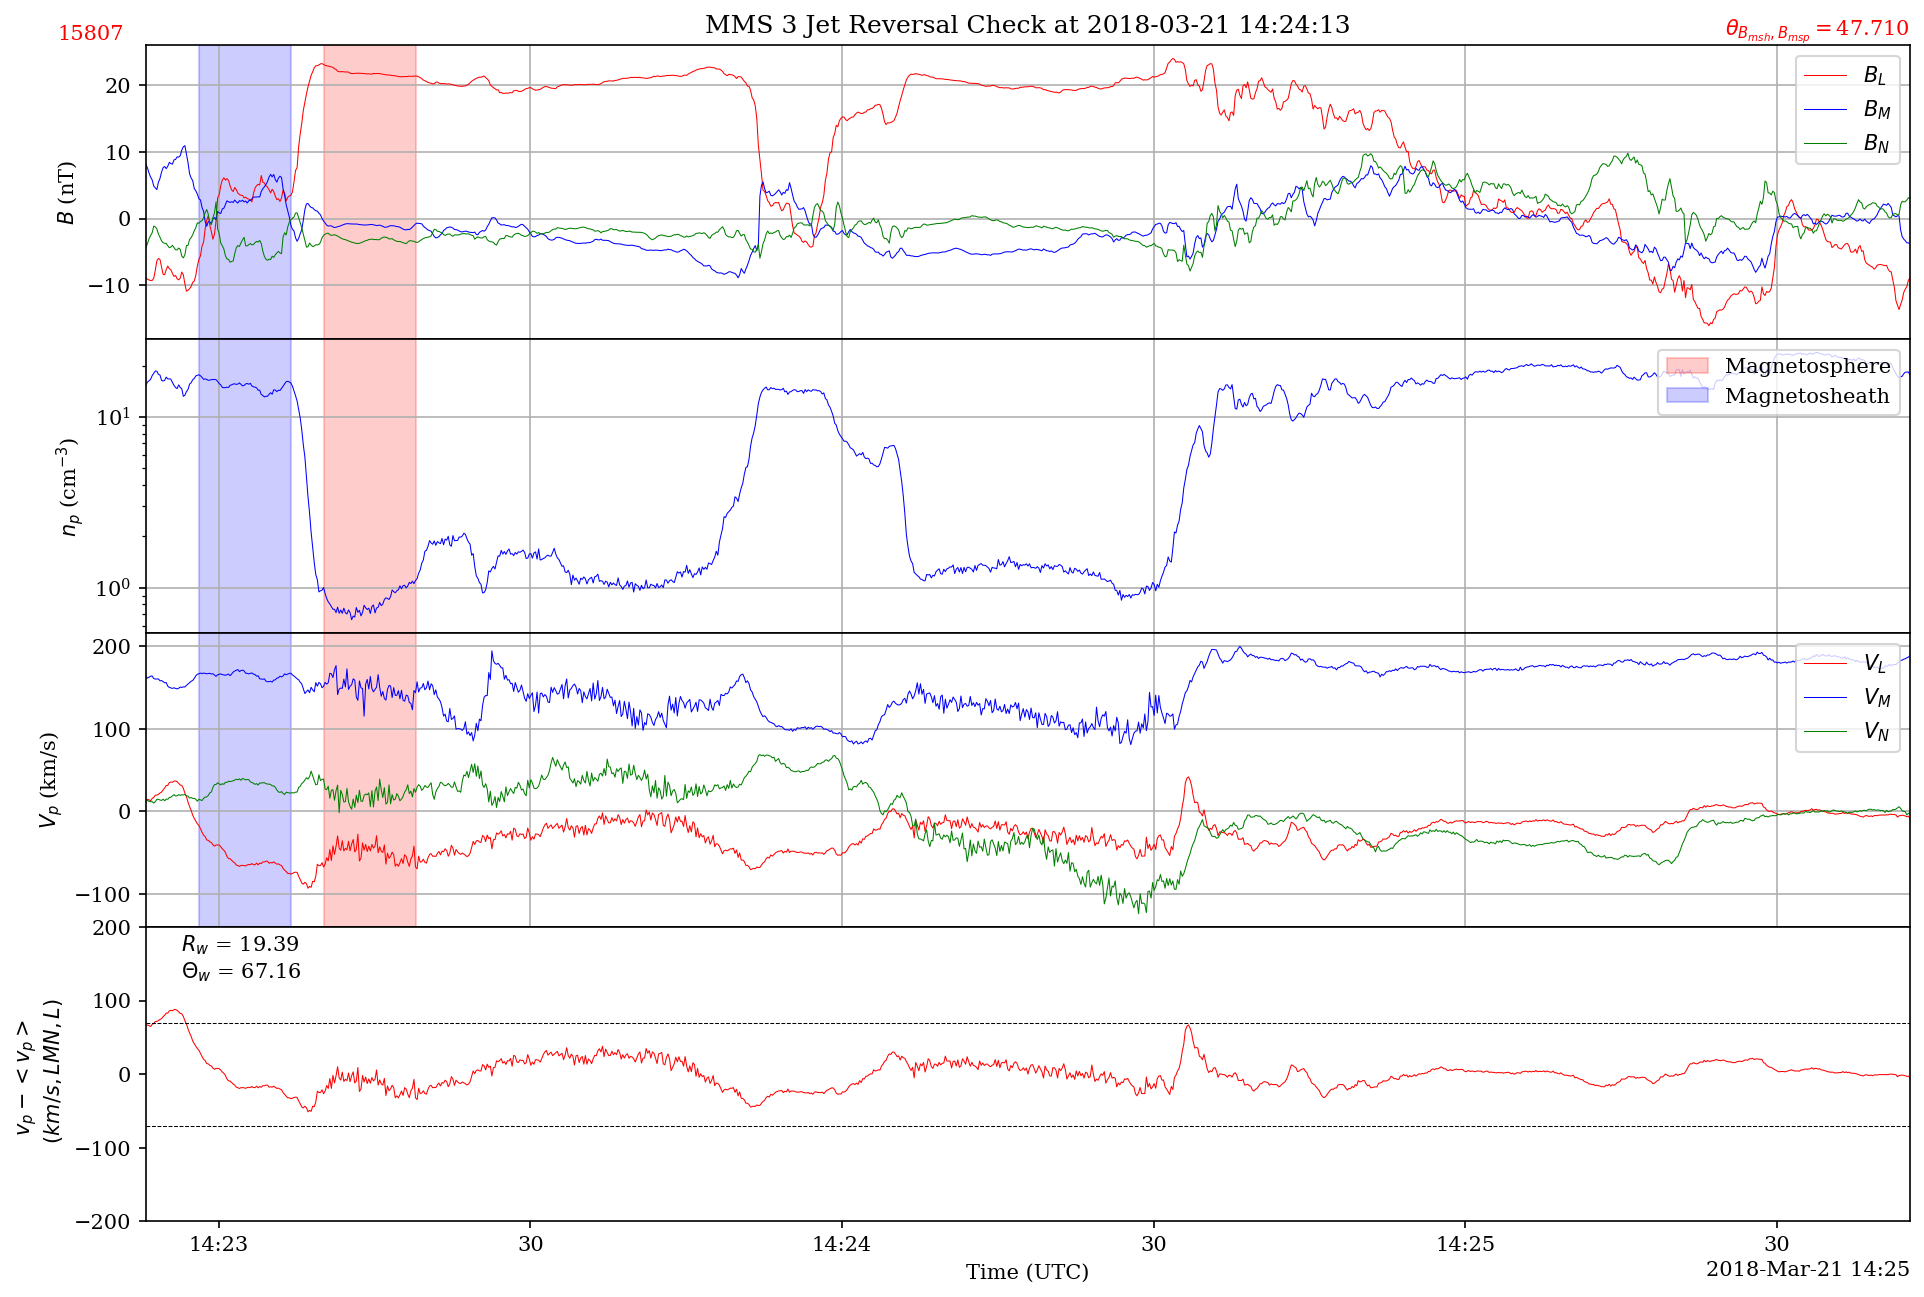 15807
MMS 3 Jet Reversal Check at 2018-03-21 14:24:13
θ_{B_{msh}, B_{msp}} = 47.710
B (nT)
20
10
0
−10
B_L
B_M
B_N
n_p (cm^{-3})
10^1
10^0
Magnetosphere
Magnetosheath
V_p (km/s)
200
100
0
−100
V_L
V_M
V_N
v_p − < v_p >
(km/s, LMN, L)
200
100
0
−100
−200
R_w = 19.39
Θ_w = 67.16
14:23 30 14:24 30 14:25 30
Time (UTC)
2018-Mar-21 14:25